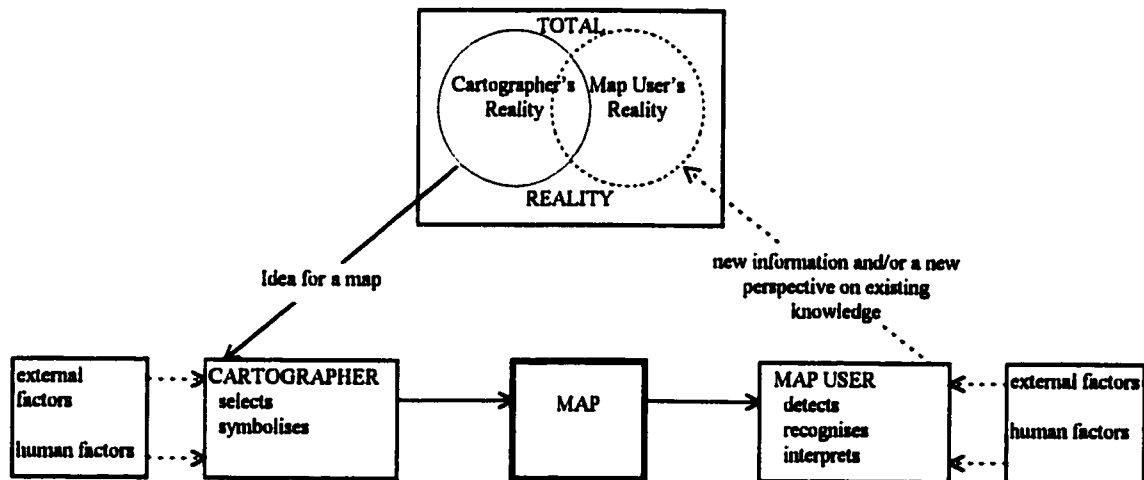 TOTAL
Cartographer's
Reality
Map User's
Reality
REALITY
Idea for a map
new information and/or a new
perspective on existing
knowledge
external
factors
human factors
CARTOGRAPHER
selects
symbolises
MAP
MAP USER
detects
recognises
interprets
external factors
human factors